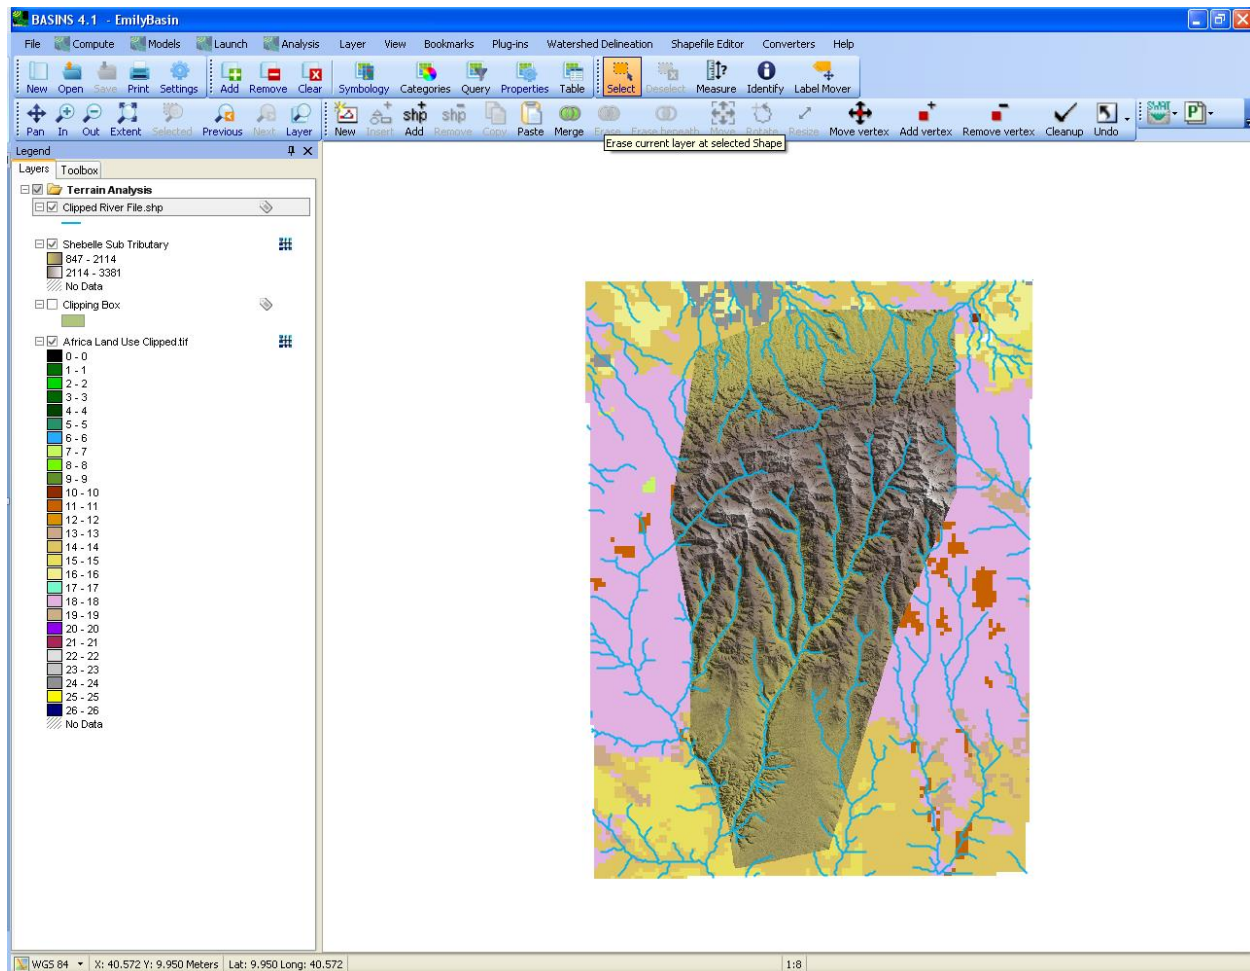 BASINS 4.1 - EmilyBasin
File Compute Models Launch Analysis Layer View Bookmarks Plug-ins Watershed Delineation Shapefile Editor Converters Help
New Open Save Print Settings Add Remove Clear Symbology Categories Query Properties Table Select Deselect Measure Identify Label Mover
Pan In Out Extent Selected Previous Next Layer New Insert Add Remove Copy Paste Merge Erase Erase beneath Move Rotate Resize Move vertex Add vertex Remove vertex Cleanup Undo
Erase current layer at selected Shape
Legend
Layers Toolbox
Terrain Analysis
Clipped River File.shp
Shebelle Sub Tributary
847 - 2114
2114 - 3381
No Data
Clipping Box
Africa Land Use Clipped.tif
0 - 0
1 - 1
2 - 2
3 - 3
4 - 4
5 - 5
6 - 6
7 - 7
8 - 8
9 - 9
10 - 10
11 - 11
12 - 12
13 - 13
14 - 14
15 - 15
16 - 16
17 - 17
18 - 18
19 - 19
20 - 20
21 - 21
22 - 22
23 - 23
24 - 24
25 - 25
26 - 26
No Data
WGS 84 X: 40.572 Y: 9.950 Meters Lat: 9.950 Long: 40.572 1:8